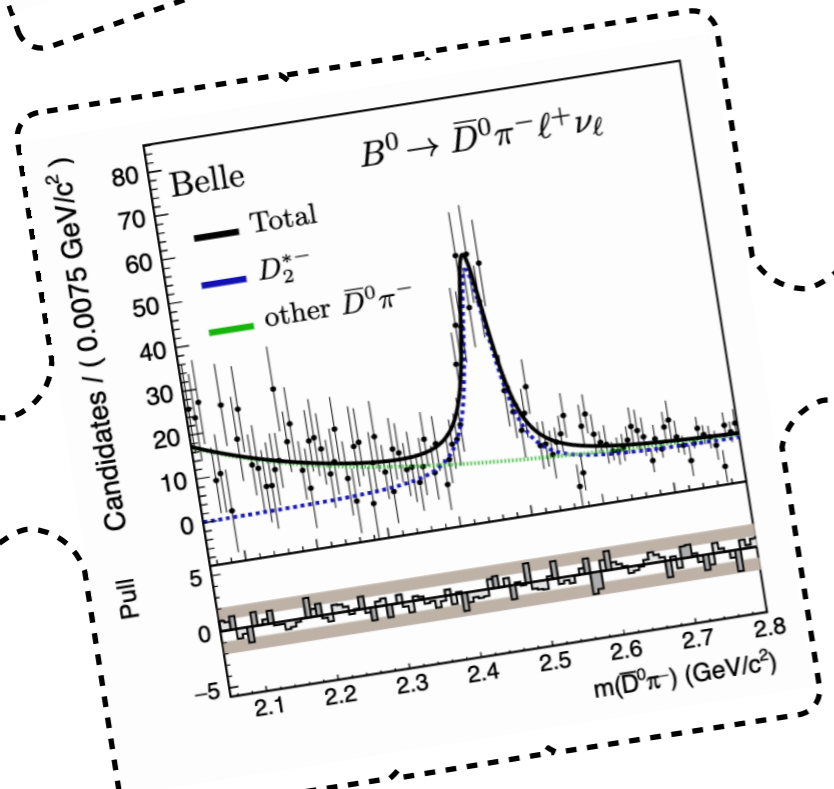 B⁰ → D̅⁰π⁻ℓ⁺νℓ
Belle
Total
D₂*⁻
other D̅⁰π⁻
Candidates / ( 0.0075 GeV/c² )
80
70
60
50
40
30
20
10
0
Pull
5
0
−5
2.1 2.2 2.3 2.4 2.5 2.6 2.7 2.8
m(D̅⁰π⁻) (GeV/c²)